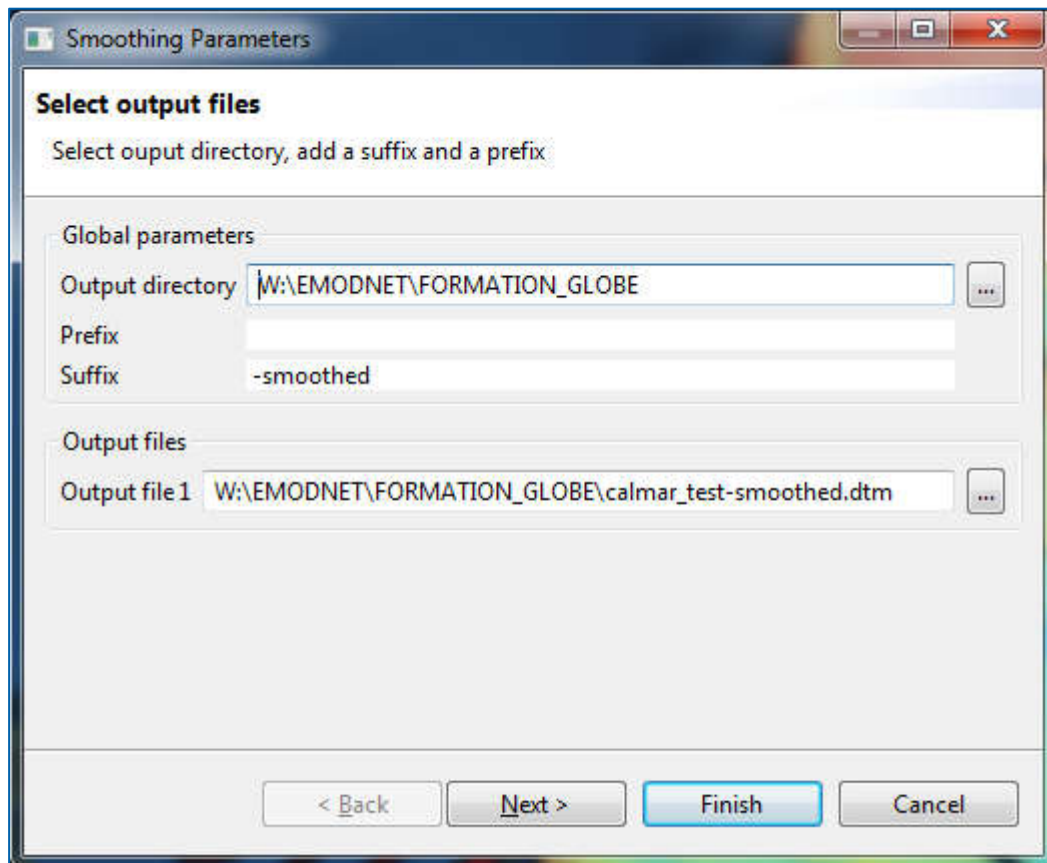 Smoothing Parameters
Select output files
Select ouput directory, add a suffix and a prefix
Global parameters
Output directory W:\EMODNET\FORMATION_GLOBE ...
Prefix
Suffix -smoothed
Output files
Output file 1 W:\EMODNET\FORMATION_GLOBE\calmar_test-smoothed.dtm ...
< Back Next > Finish Cancel